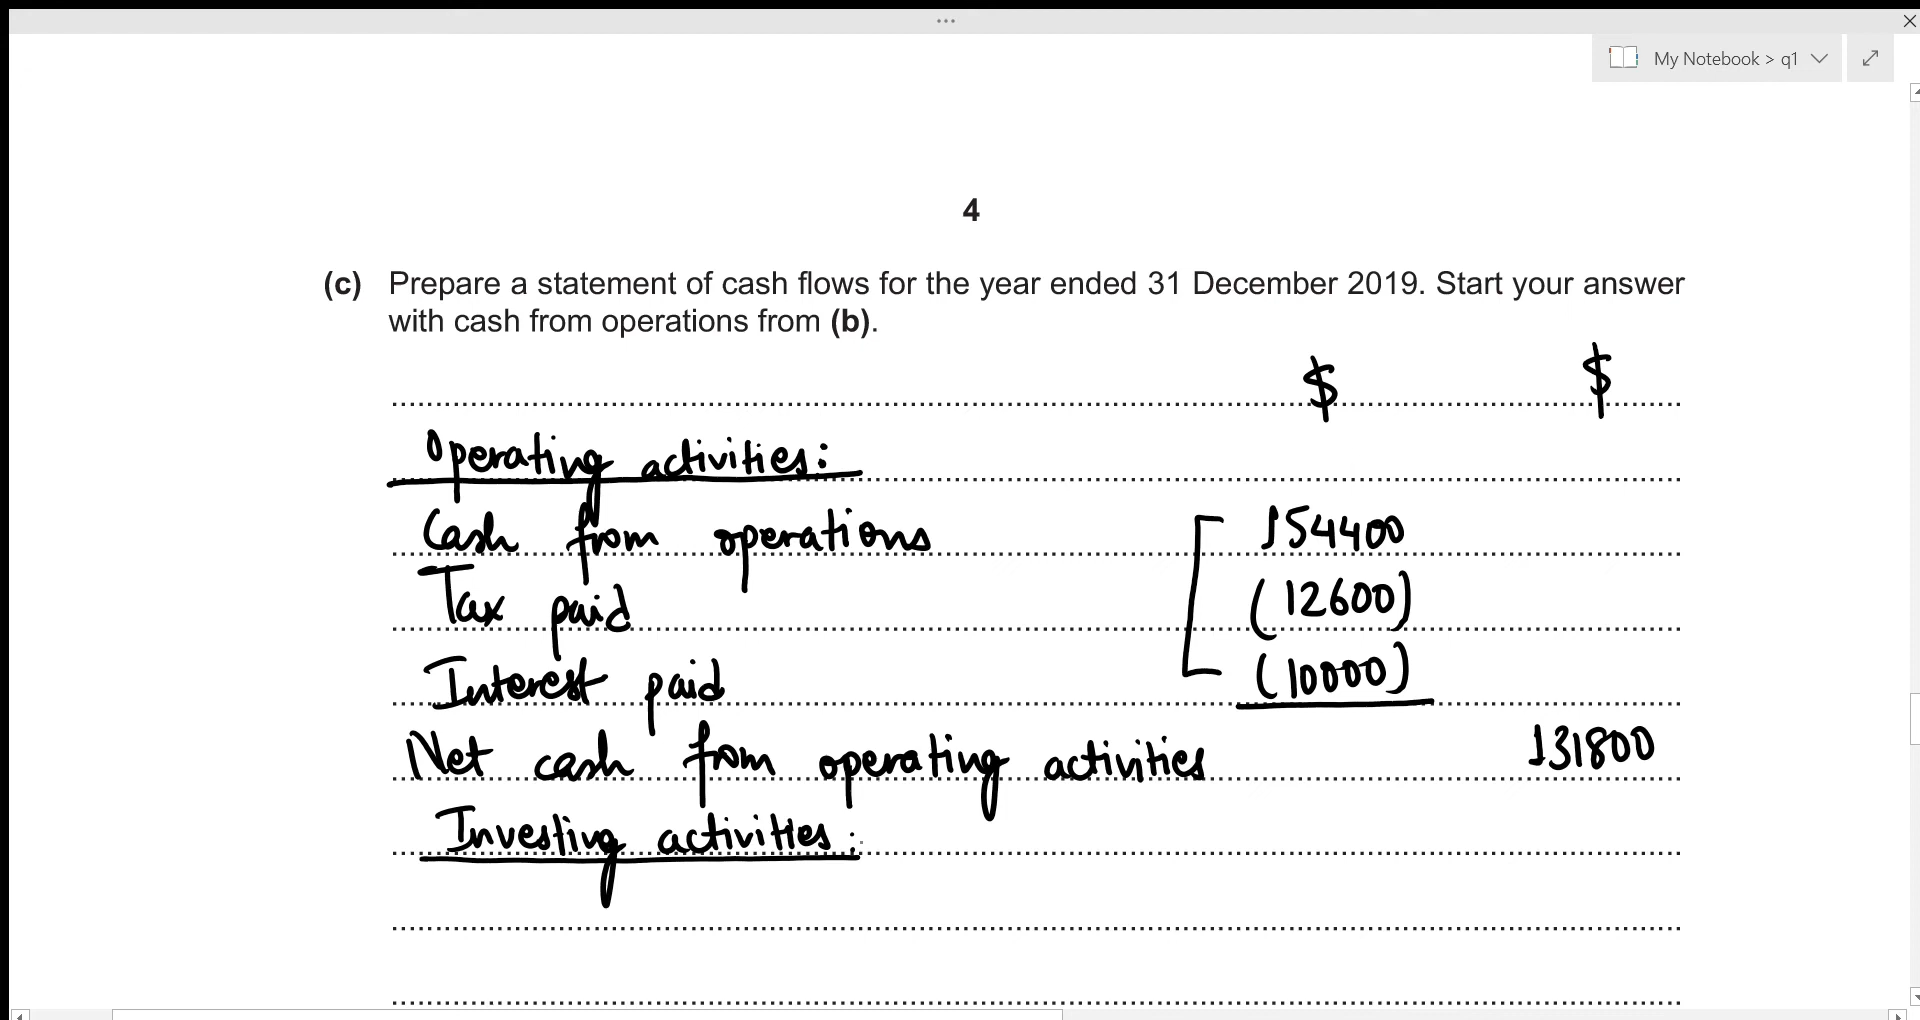 My Notebook > q1
4
(c) Prepare a statement of cash flows for the year ended 31 December 2019. Start your answer
with cash from operations from (b).
$ $
Operating activities:
Cash from operations 154400
Tax paid (12600)
Interest paid (10000)
Net cash from operating activities 131800
Investing activities: